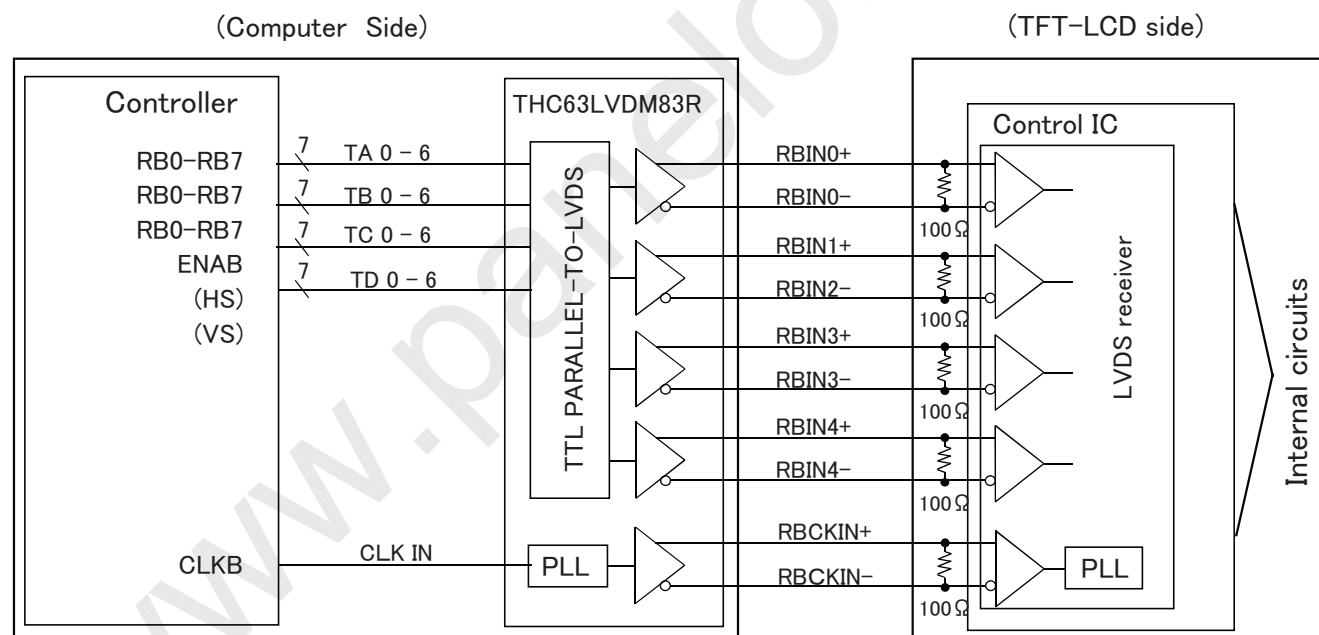 (Computer Side)
(TFT-LCD side)
Controller
THC63LVDM83R
Control IC
RB0-RB7
7
TA 0-6
RB0-RB7
7
TB 0-6
RB0-RB7
7
TC 0-6
ENAB
7
TD 0-6
(HS)
(VS)
TTL PARALLEL-TO-LVDS
RBIN0+
RBIN0-
100Ω
RBIN1+
RBIN2-
100Ω
RBIN3+
RBIN3-
100Ω
RBIN4+
RBIN4-
100Ω
LVDS receiver
Internal circuits
CLKB
CLK IN
PLL
RBCKIN+
RBCKIN-
100Ω
PLL
www.panelo